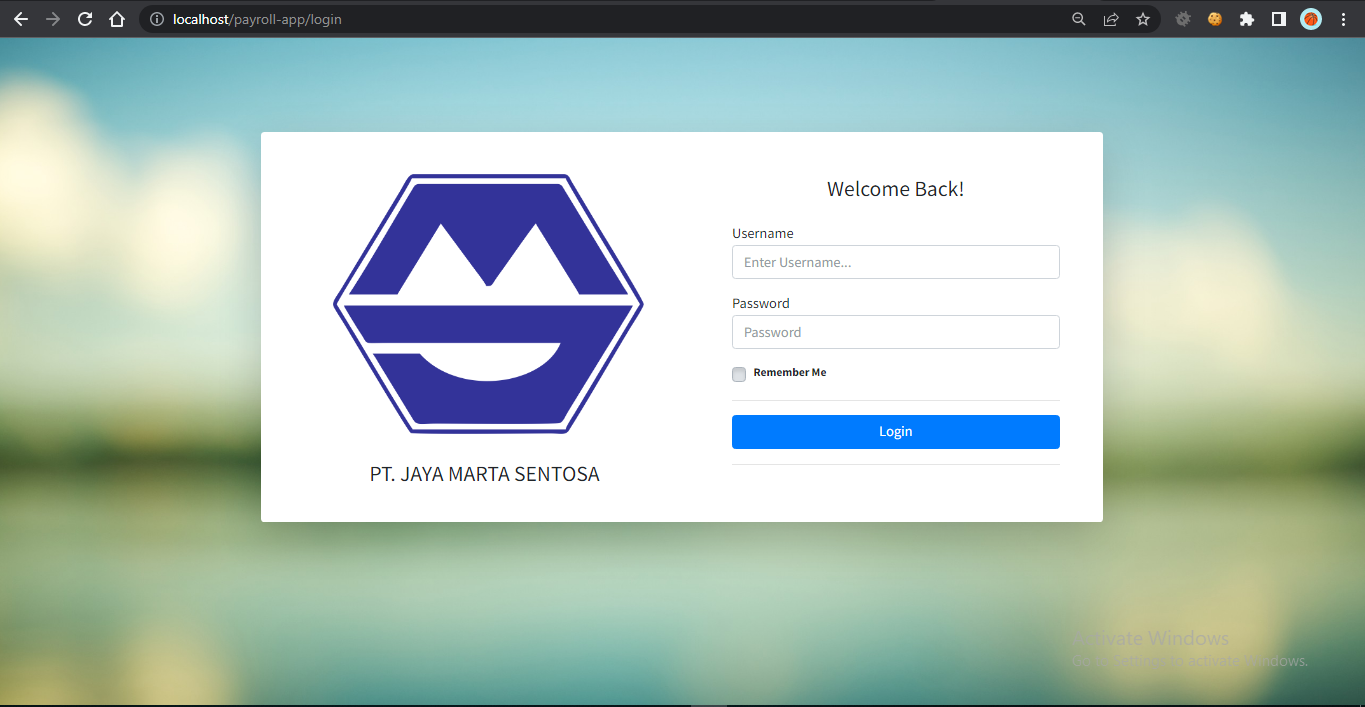 localhost/payroll-app/login
Welcome Back!
Username
Enter Username...
Password
Password
Remember Me
Login
PT. JAYA MARTA SENTOSA
Activate Windows
Go to Settings to activate Windows.